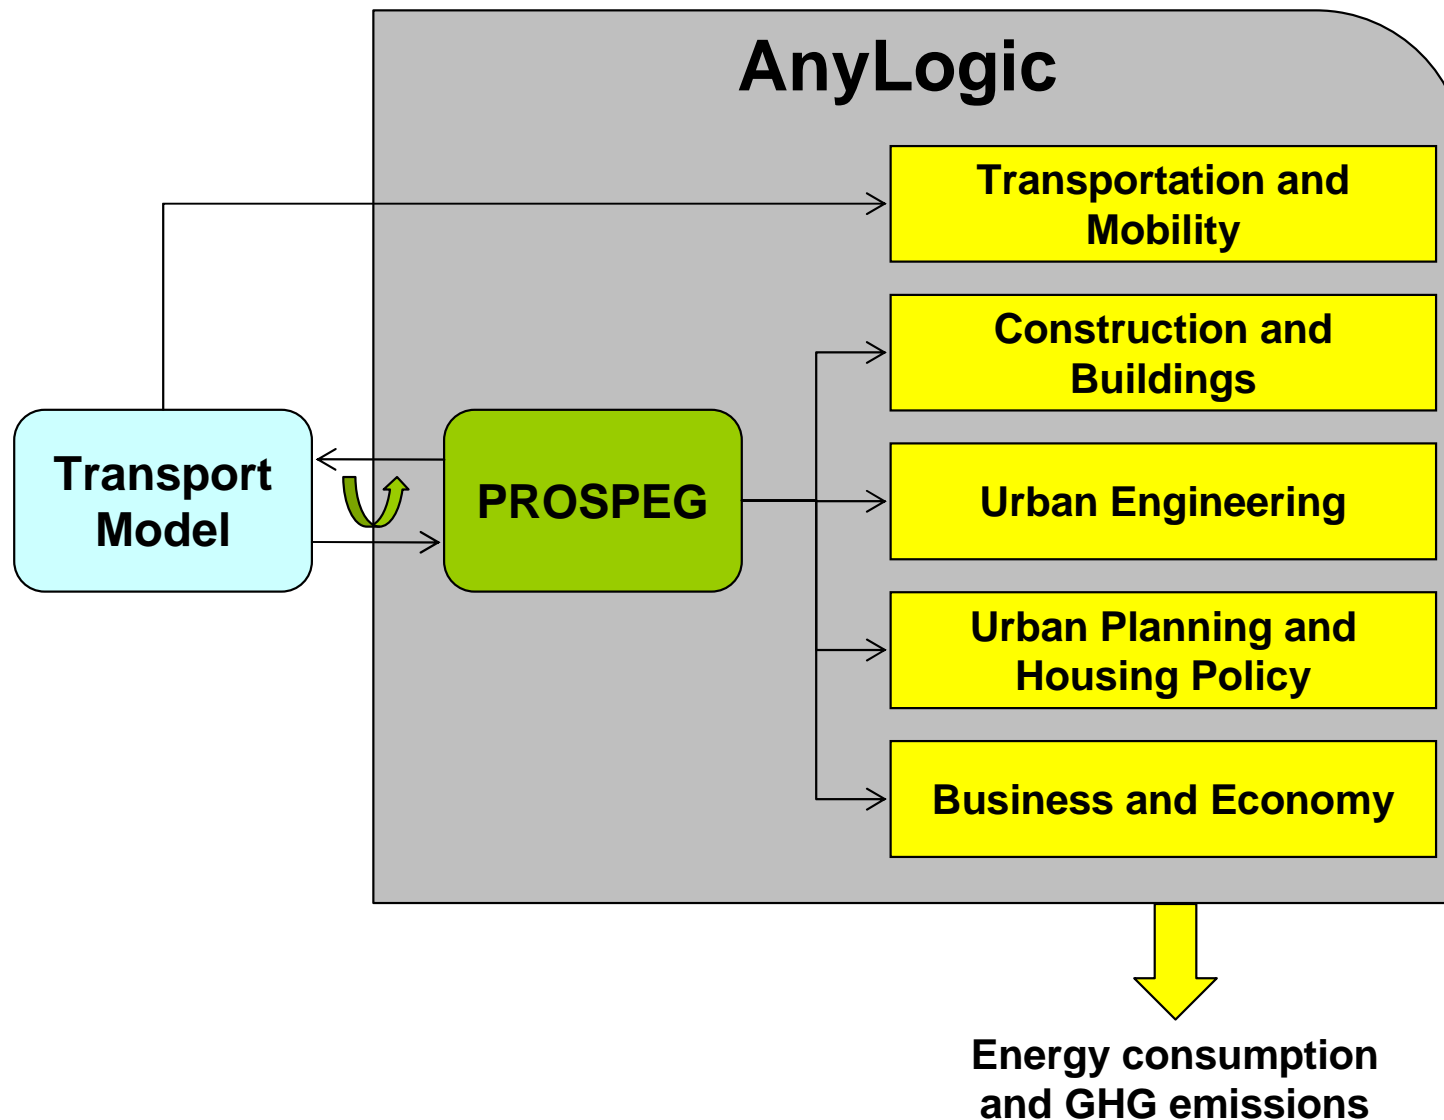 AnyLogic
Transportation and
Mobility
Construction and
Buildings
Transport
Model
PROSPEG
Urban Engineering
Urban Planning and
Housing Policy
Business and Economy
Energy consumption
and GHG emissions